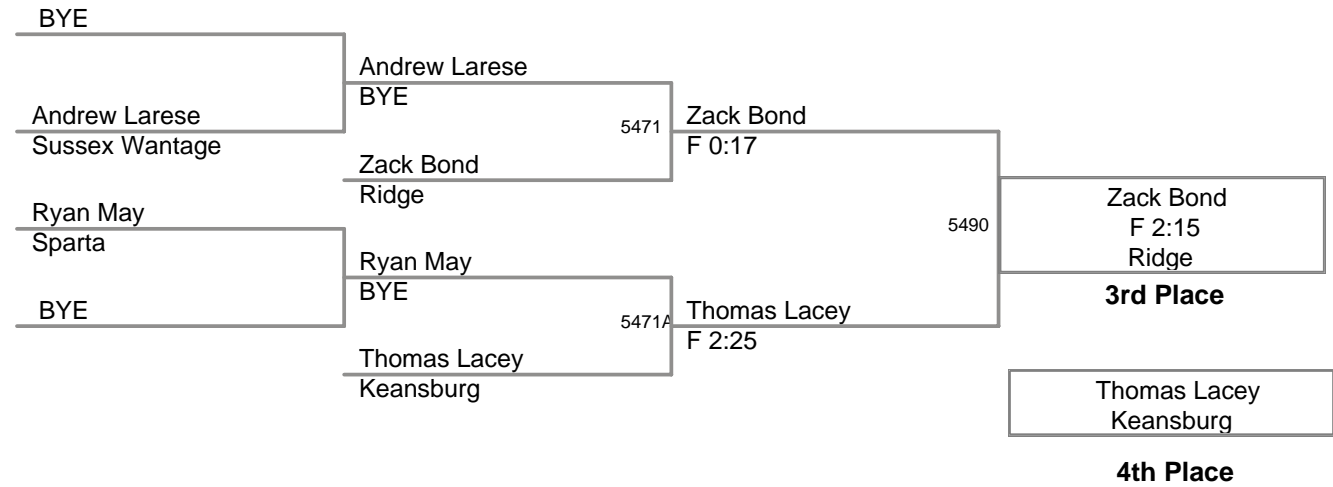 BYE
Andrew Larese
Sussex Wantage
Ryan May
Sparta
BYE
Andrew Larese
BYE
Zack Bond
Ridge
Ryan May
BYE
Thomas Lacey
Keansburg
5471
Zack Bond
F 0:17
5471A
Thomas Lacey
F 2:25
5490
Zack Bond
F 2:15
Ridge
3rd Place
Thomas Lacey
Keansburg
4th Place